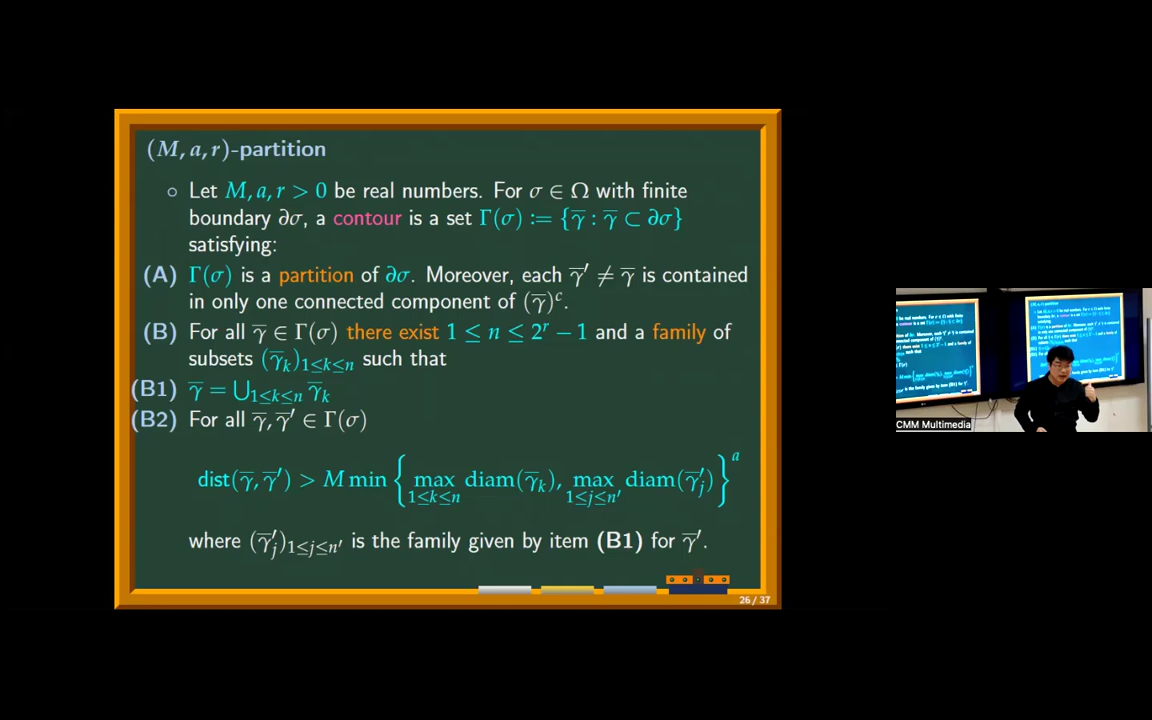 (M, a, r)-partition
○ Let M, a, r > 0 be real numbers. For σ ∈ Ω with finite
boundary ∂σ, a contour is a set Γ(σ) := {γ̅ : γ̅ ⊂ ∂σ}
satisfying:
(A) Γ(σ) is a partition of ∂σ. Moreover, each γ̅′ ≠ γ̅ is contained
in only one connected component of (γ̅)ᶜ.
(B) For all γ̅ ∈ Γ(σ) there exist 1 ≤ n ≤ 2ʳ − 1 and a family of
subsets (γ̅ₖ)₁≤ₖ≤ₙ such that
(B1) γ̅ = ⋃₁≤ₖ≤ₙ γ̅ₖ
(B2) For all γ̅, γ̅′ ∈ Γ(σ)
dist(γ̅, γ̅′) > M min { max 1≤k≤n diam(γ̅ₖ), max 1≤j≤n′ diam(γ̅′ⱼ) }ᵃ
where (γ̅′ⱼ)₁≤ⱼ≤ₙ′ is the family given by item (B1) for γ̅′.
26 / 37
CMM Multimedia